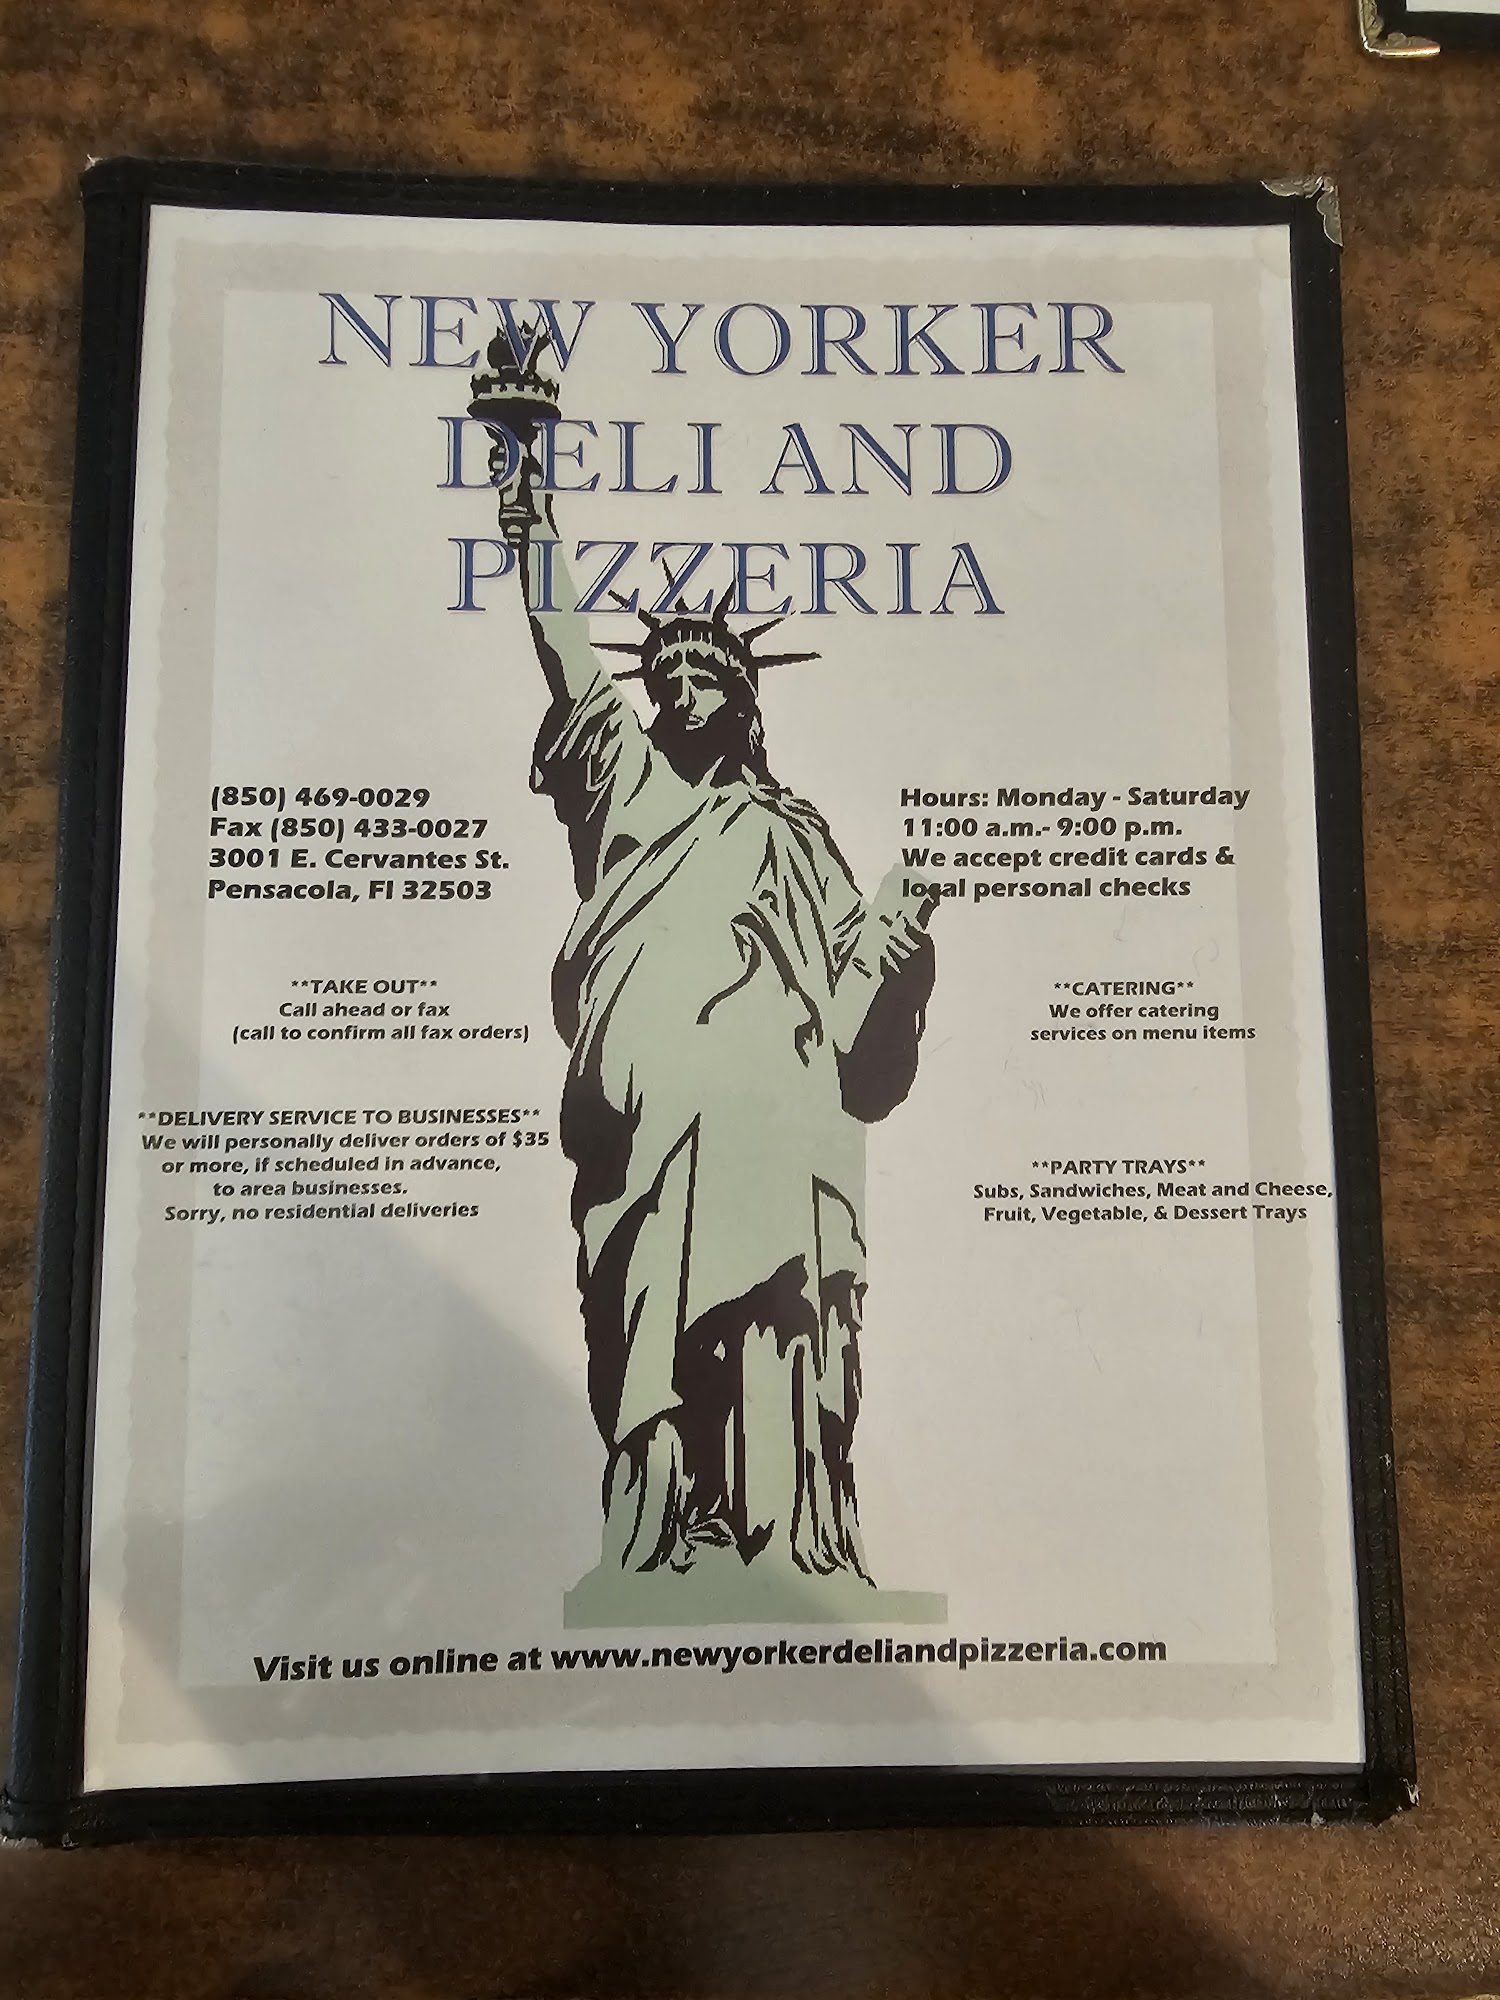 NEW YORKER
DELI AND
PIZZERIA
(850) 469-0029
Fax (850) 433-0027
3001 E. Cervantes St.
Pensacola, Fl 32503
Hours: Monday - Saturday
11:00 a.m.- 9:00 p.m.
We accept credit cards &
local personal checks
**TAKE OUT**
Call ahead or fax
(call to confirm all fax orders)
**CATERING**
We offer catering
services on menu items
**DELIVERY SERVICE TO BUSINESSES**
We will personally deliver orders of $35
or more, if scheduled in advance,
to area businesses.
Sorry, no residential deliveries
**PARTY TRAYS**
Subs, Sandwiches, Meat and Cheese,
Fruit, Vegetable, & Dessert Trays
Visit us online at www.newyorkerdeliandpizzeria.com